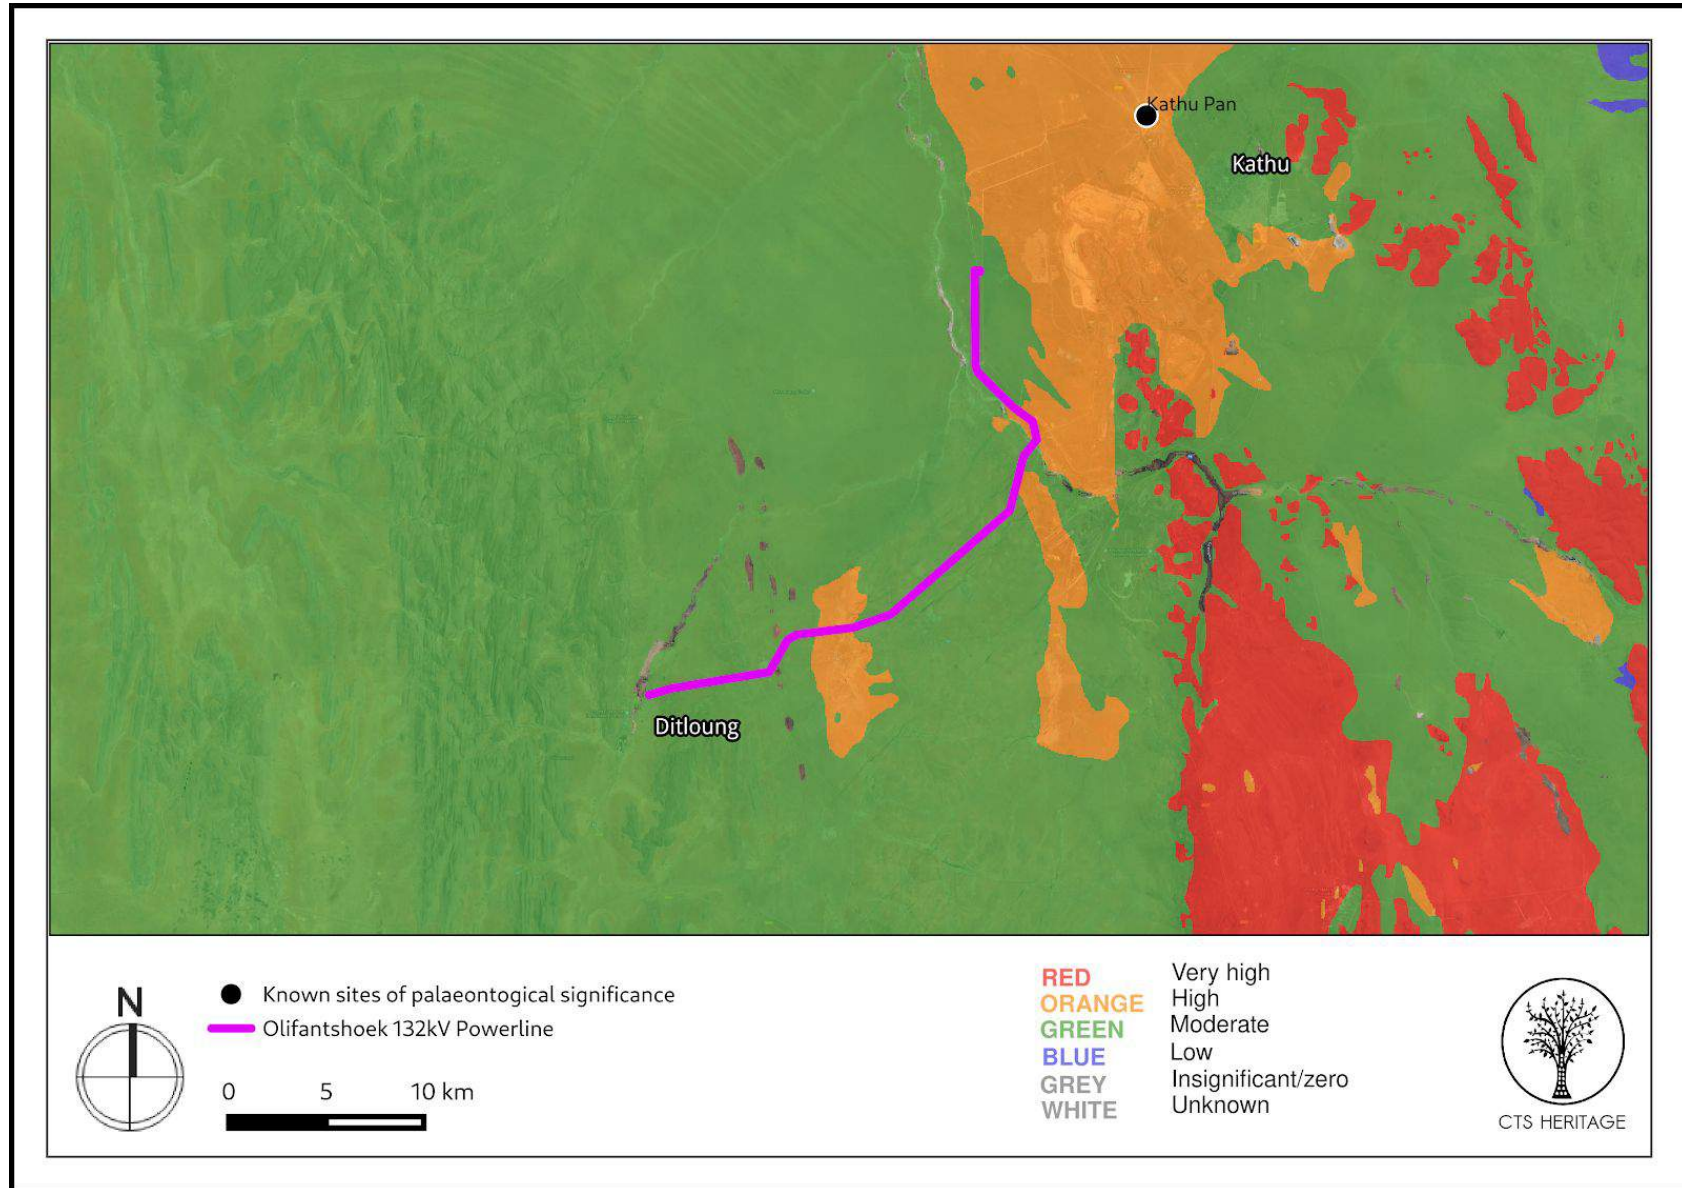 Kathu Pan
Kathu
Ditloung
N
Known sites of palaeontogical significance
Olifantshoek 132kV Powerline
0 5 10 km
RED Very high
ORANGE High
GREEN Moderate
BLUE Low
GREY Insignificant/zero
WHITE Unknown
CTS HERITAGE